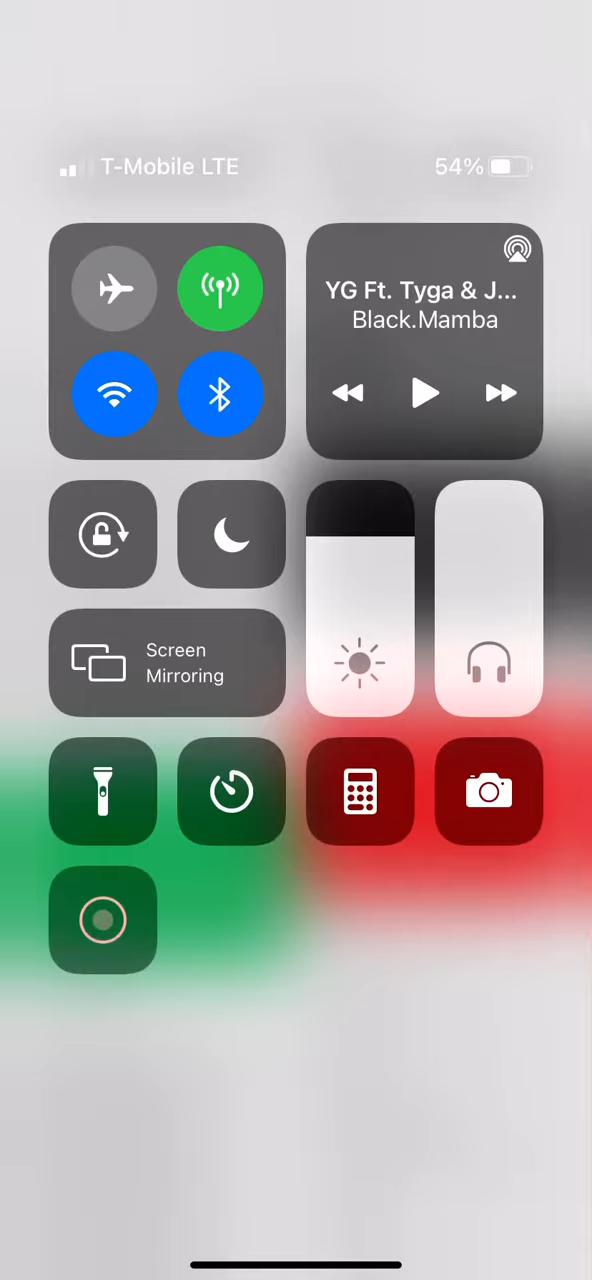 T-Mobile LTE
54%
YG Ft. Tyga & J...
Black.Mamba
Screen
Mirroring